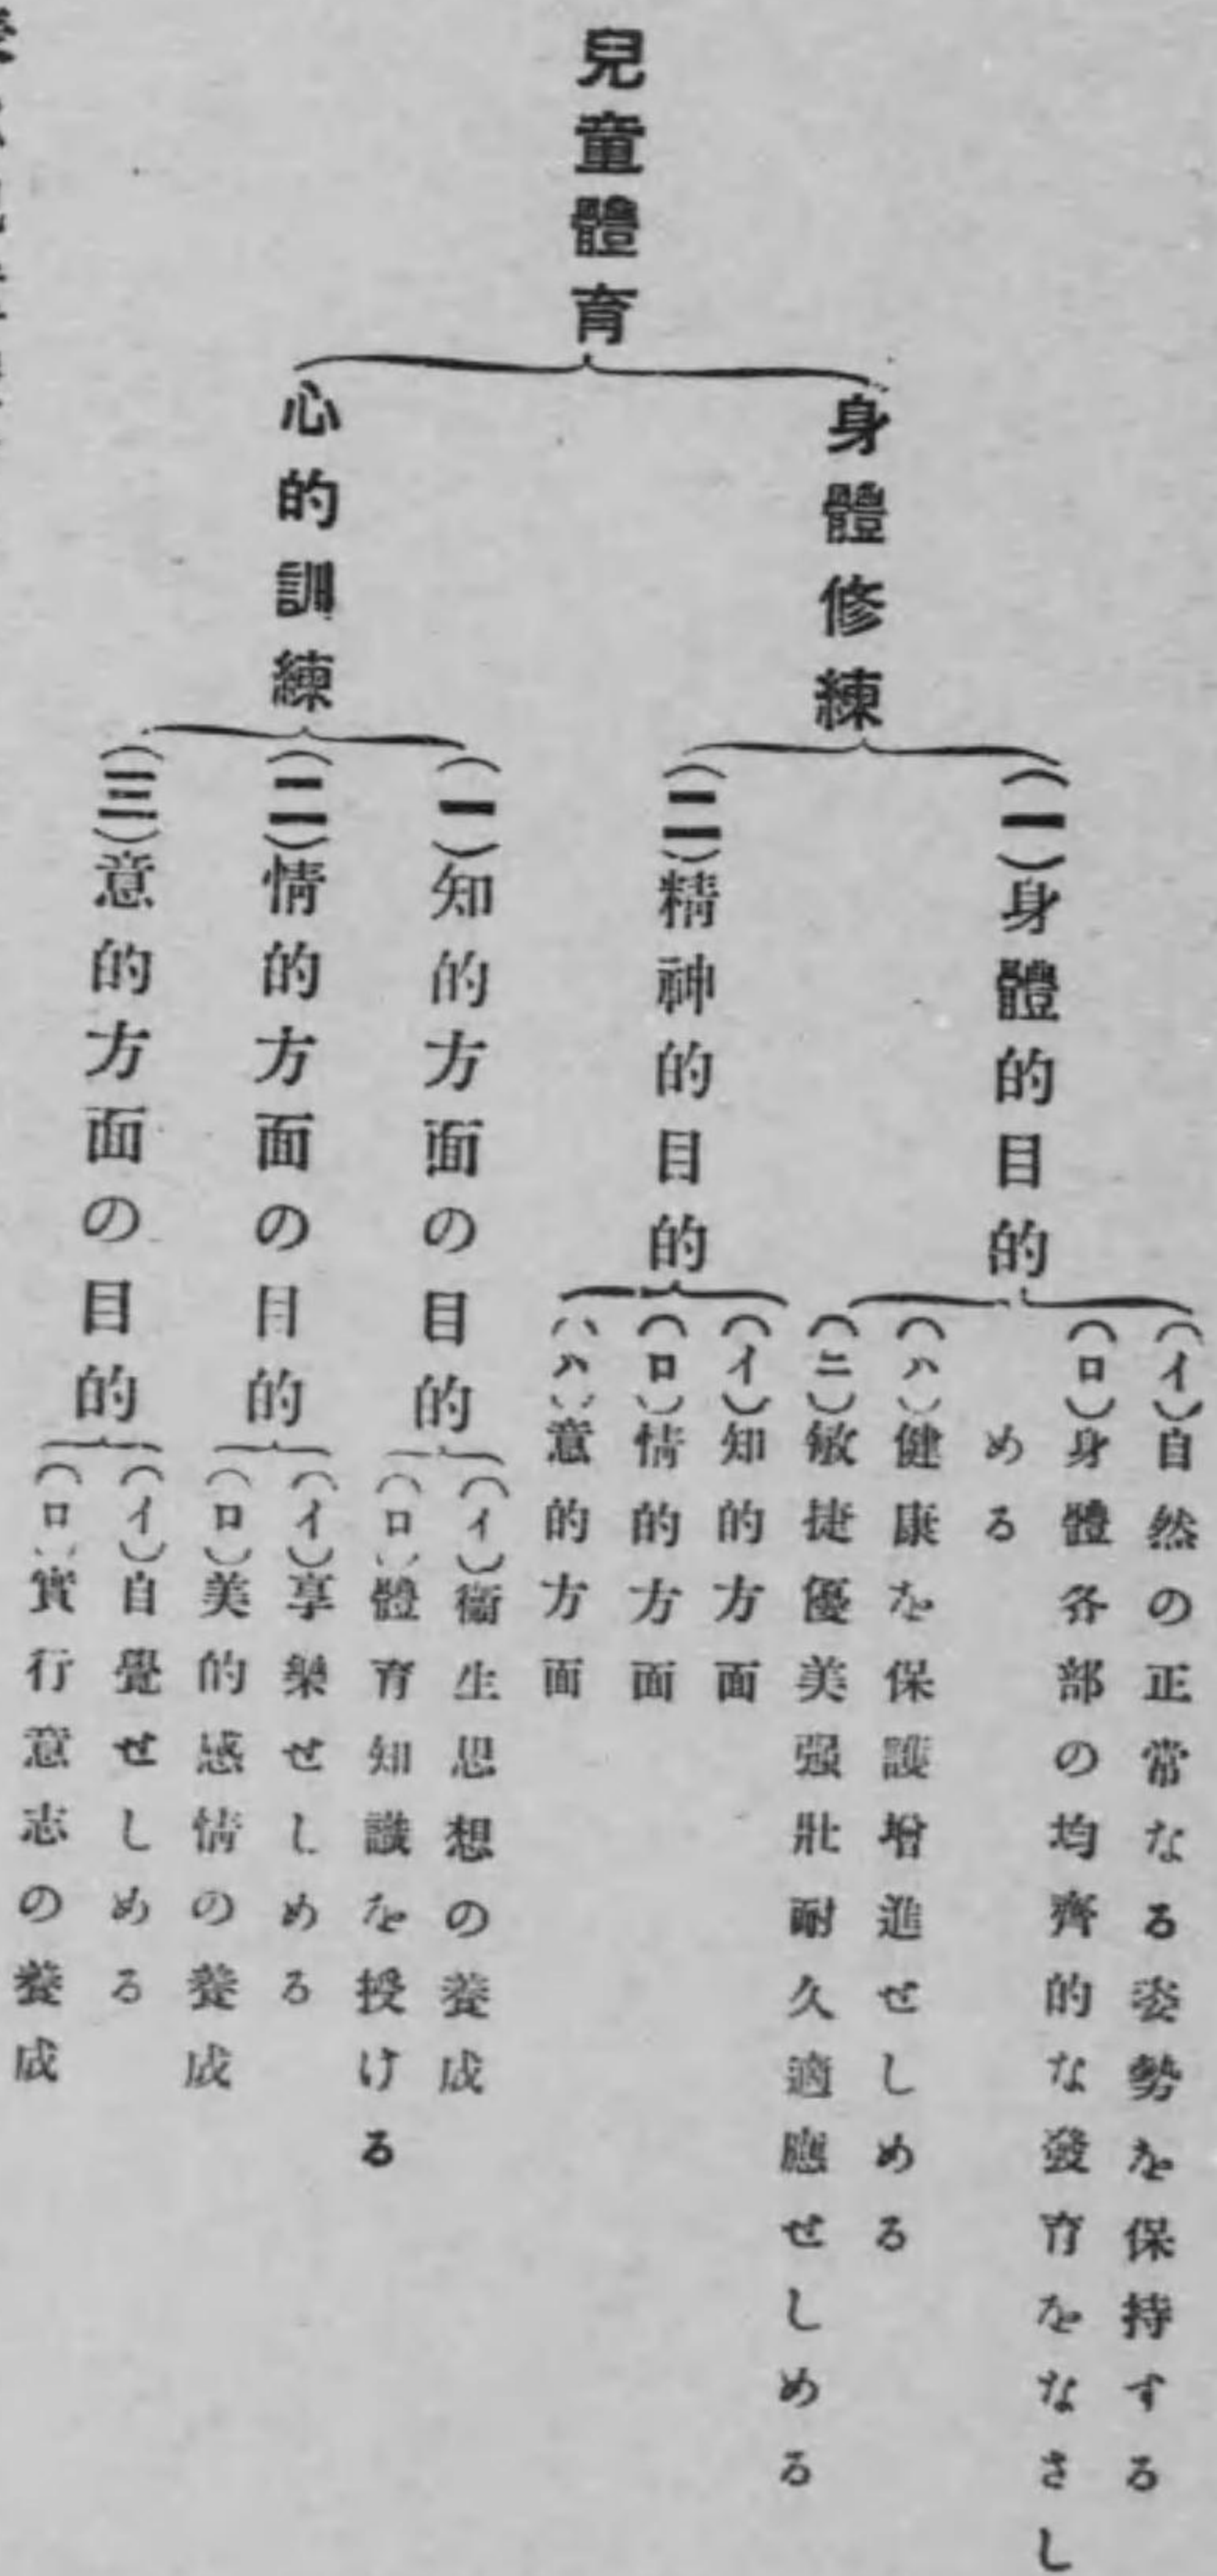 兒童體育
身體修練
(一)身體的目的
(イ)自然の正常なる姿勢を保持する
(ロ)身體各部の均齊的な發育をなさし
める
(ハ)健康を保護增進せしめる
(ニ)敏捷優美强壯耐久適應せしめる
(二)精神的目的
(イ)知的方面
(ロ)情的方面
(ハ)意的方面
心的訓練
(一)知的方面の目的
(イ)衞生思想の養成
(ロ)體育知識を授ける
(二)情的方面の目的
(イ)享樂せしめる
(ロ)美的感情の養成
(三)意的方面の目的
(イ)自覺せしめる
(ロ)實行意志の養成